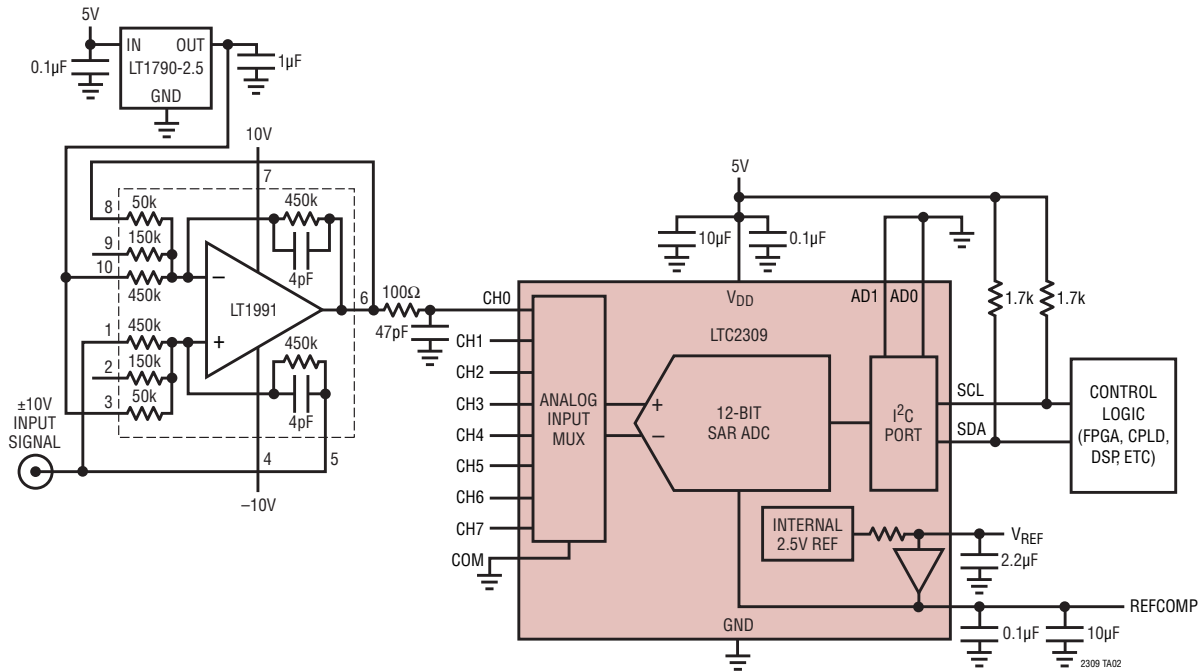 5V
IN OUT
LT1790-2.5
GND
0.1µF
1µF
10V
7
8
50k
450k
9
150k
10
450k
4pF
LT1991
6
100Ω
47pF
1
450k
450k
2
150k
3
50k
4pF
±10V
INPUT
SIGNAL
4
5
–10V
5V
10µF
0.1µF
1.7k
1.7k
VDD
AD1 AD0
LTC2309
CH0
CH1
CH2
CH3
CH4
CH5
CH6
CH7
COM
ANALOG
INPUT
MUX
+
–
12-BIT
SAR ADC
I2C
PORT
SCL
SDA
CONTROL
LOGIC
(FPGA, CPLD,
DSP, ETC)
INTERNAL
2.5V REF
VREF
2.2µF
REFCOMP
GND
0.1µF
10µF
2309 TA02